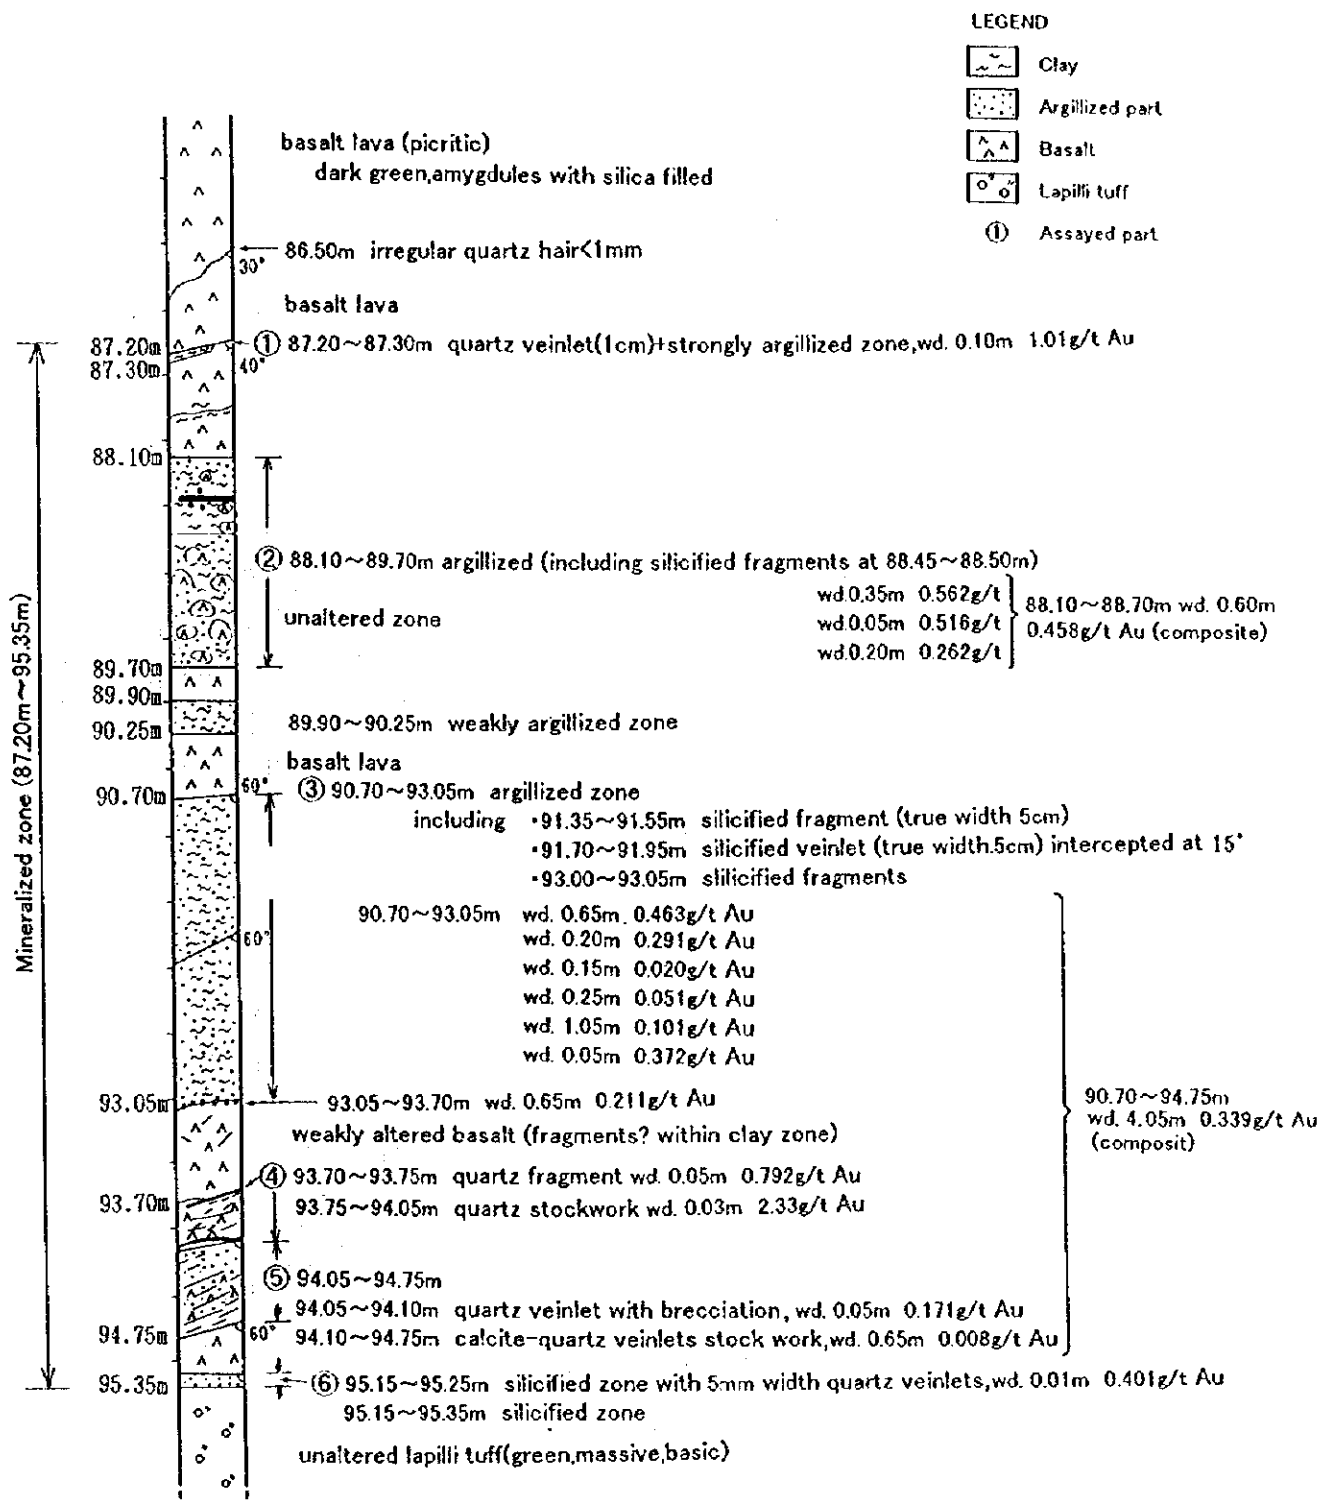 LEGEND
Clay
Argillized part
Basalt
Lapilli tuff
① Assayed part
basalt lava (picritic)
dark green,amygdules with silica filled
86.50m irregular quartz hair<1mm
30°
basalt lava
87.20m
① 87.20~87.30m quartz veinlet(1cm)+strongly argillized zone,wd. 0.10m 1.01g/t Au
87.30m
40°
88.10m
② 88.10~89.70m argillized (including silicified fragments at 88.45~88.50m)
wd.0.35m 0.562g/t
wd.0.05m 0.516g/t
wd.0.20m 0.262g/t
88.10~88.70m wd. 0.60m
0.458g/t Au (composite)
unaltered zone
89.70m
89.90m
90.25m
89.90~90.25m weakly argillized zone
basalt lava
60°
90.70m
③ 90.70~93.05m argillized zone
including •91.35~91.55m silicified fragment (true width 5cm)
•91.70~91.95m silicified veinlet (true width.5cm) intercepted at 15°
•93.00~93.05m slilicified fragments
90.70~93.05m wd. 0.65m 0.463g/t Au
wd. 0.20m 0.291g/t Au
wd. 0.15m 0.020g/t Au
wd. 0.25m 0.051g/t Au
wd. 1.05m 0.101g/t Au
wd. 0.05m 0.372g/t Au
60°
Mineralized zone (87.20m~95.35m)
93.05m
93.05~93.70m wd. 0.65m 0.211g/t Au
weakly altered basalt (fragments? within clay zone)
90.70~94.75m
wd. 4.05m 0.339g/t Au
(composit)
④ 93.70~93.75m quartz fragment wd. 0.05m 0.792g/t Au
93.70m
93.75~94.05m quartz stockwork wd. 0.03m 2.33g/t Au
⑤ 94.05~94.75m
94.05~94.10m quartz veinlet with brecciation, wd. 0.05m 0.171g/t Au
94.75m
60°
94.10~94.75m calcite-quartz veinlets stock work,wd. 0.65m 0.008g/t Au
95.35m
⑥ 95.15~95.25m silicified zone with 5mm width quartz veinlets,wd. 0.01m 0.401g/t Au
95.15~95.35m silicified zone
unaltered lapilli tuff(green,massive,basic)